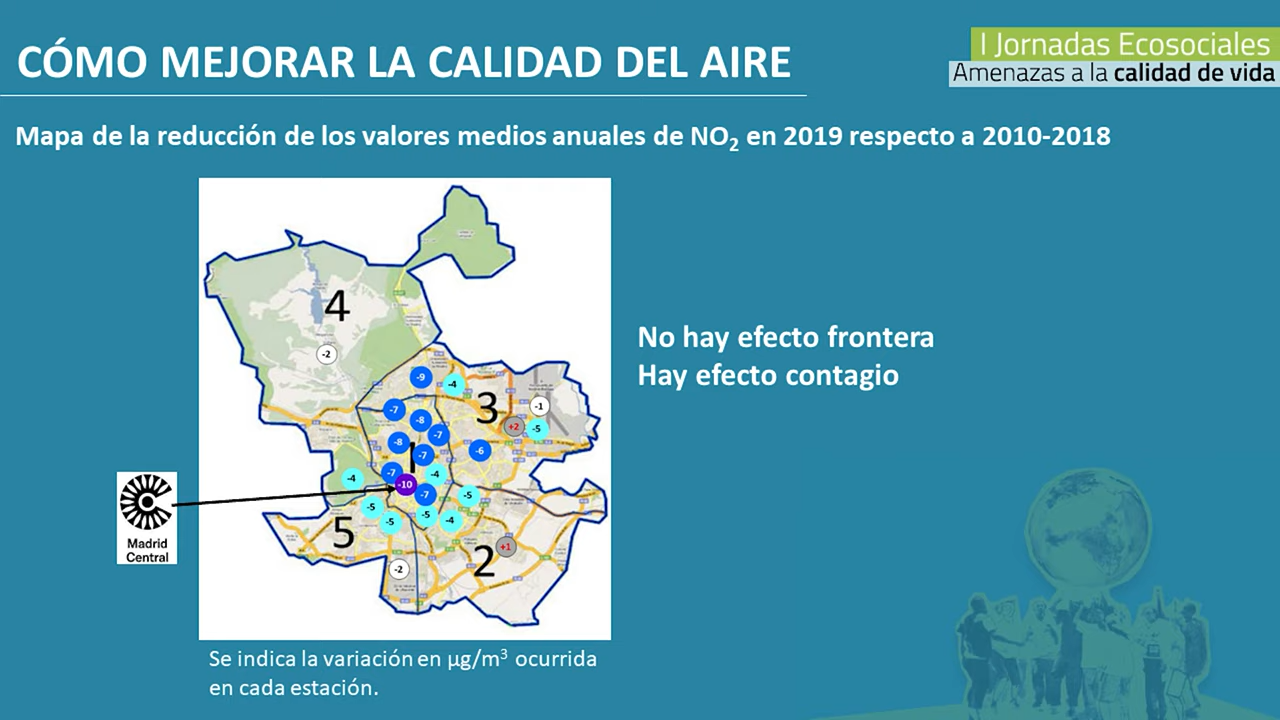 CÓMO MEJORAR LA CALIDAD DEL AIRE
I Jornadas Ecosociales
Amenazas a la calidad de vida
Mapa de la reducción de los valores medios anuales de NO₂ en 2019 respecto a 2010-2018
4
-2
-9
-4
3
-7
-1
-8
+2
-5
-7
-8
1
-7
-6
-7
-4
-4
-10
-7
-5
-5
-5
-5
-4
5
+1
2
-2
Madrid
Central
No hay efecto frontera
Hay efecto contagio
Se indica la variación en µg/m³ ocurrida
en cada estación.